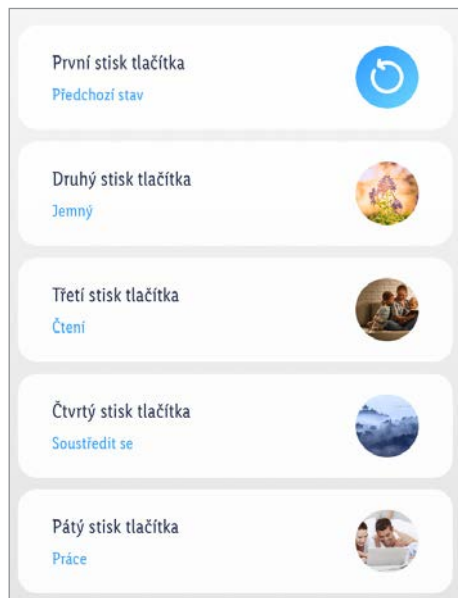 První stisk tlačítka
Předchozí stav
Druhý stisk tlačítka
Jemný
Třetí stisk tlačítka
Čtení
Čtvrtý stisk tlačítka
Soustředit se
Pátý stisk tlačítka
Práce